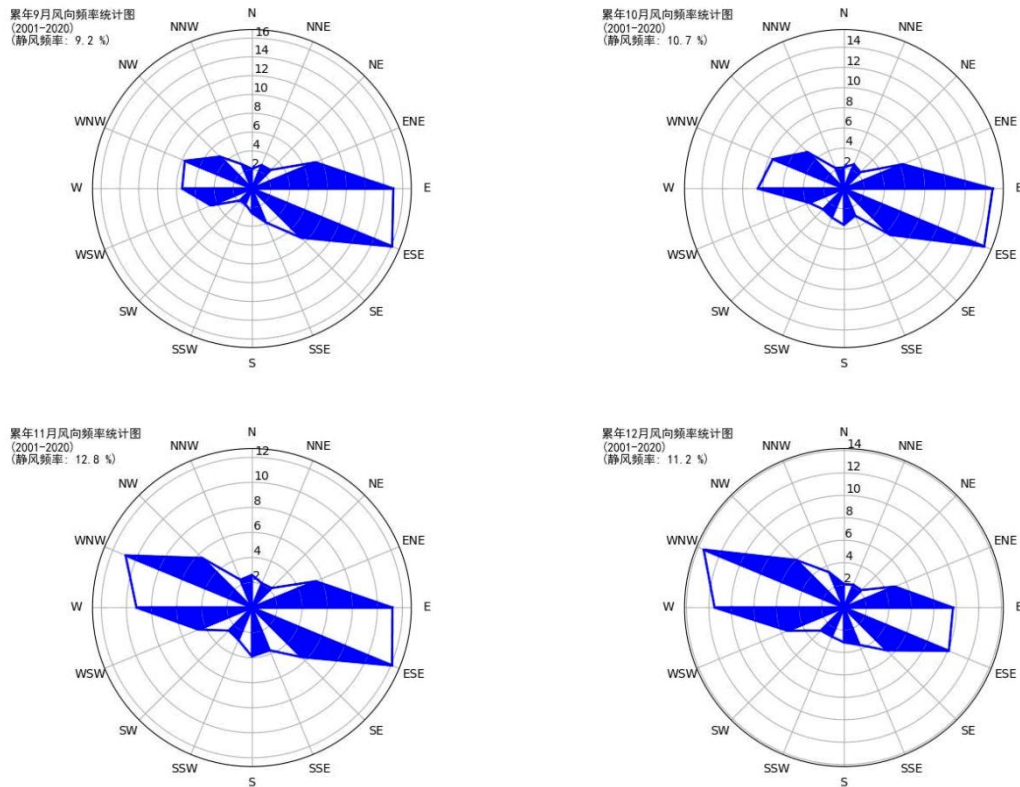 累年9月风向频率统计图
(2001-2020)
(静风频率: 9.2 %)
N
NNE
NE
ENE
E
ESE
SE
SSE
S
SSW
SW
WSW
W
WNW
NW
NNW
16
14
12
10
8
6
4
2
累年10月风向频率统计图
(2001-2020)
(静风频率: 10.7 %)
N
NNE
NE
ENE
E
ESE
SE
SSE
S
SSW
SW
WSW
W
WNW
NW
NNW
14
12
10
8
6
4
2
累年11月风向频率统计图
(2001-2020)
(静风频率: 12.8 %)
N
NNE
NE
ENE
E
ESE
SE
SSE
S
SSW
SW
WSW
W
WNW
NW
NNW
12
10
8
6
4
2
累年12月风向频率统计图
(2001-2020)
(静风频率: 11.2 %)
N
NNE
NE
ENE
E
ESE
SE
SSE
S
SSW
SW
WSW
W
WNW
NW
NNW
14
12
10
8
6
4
2